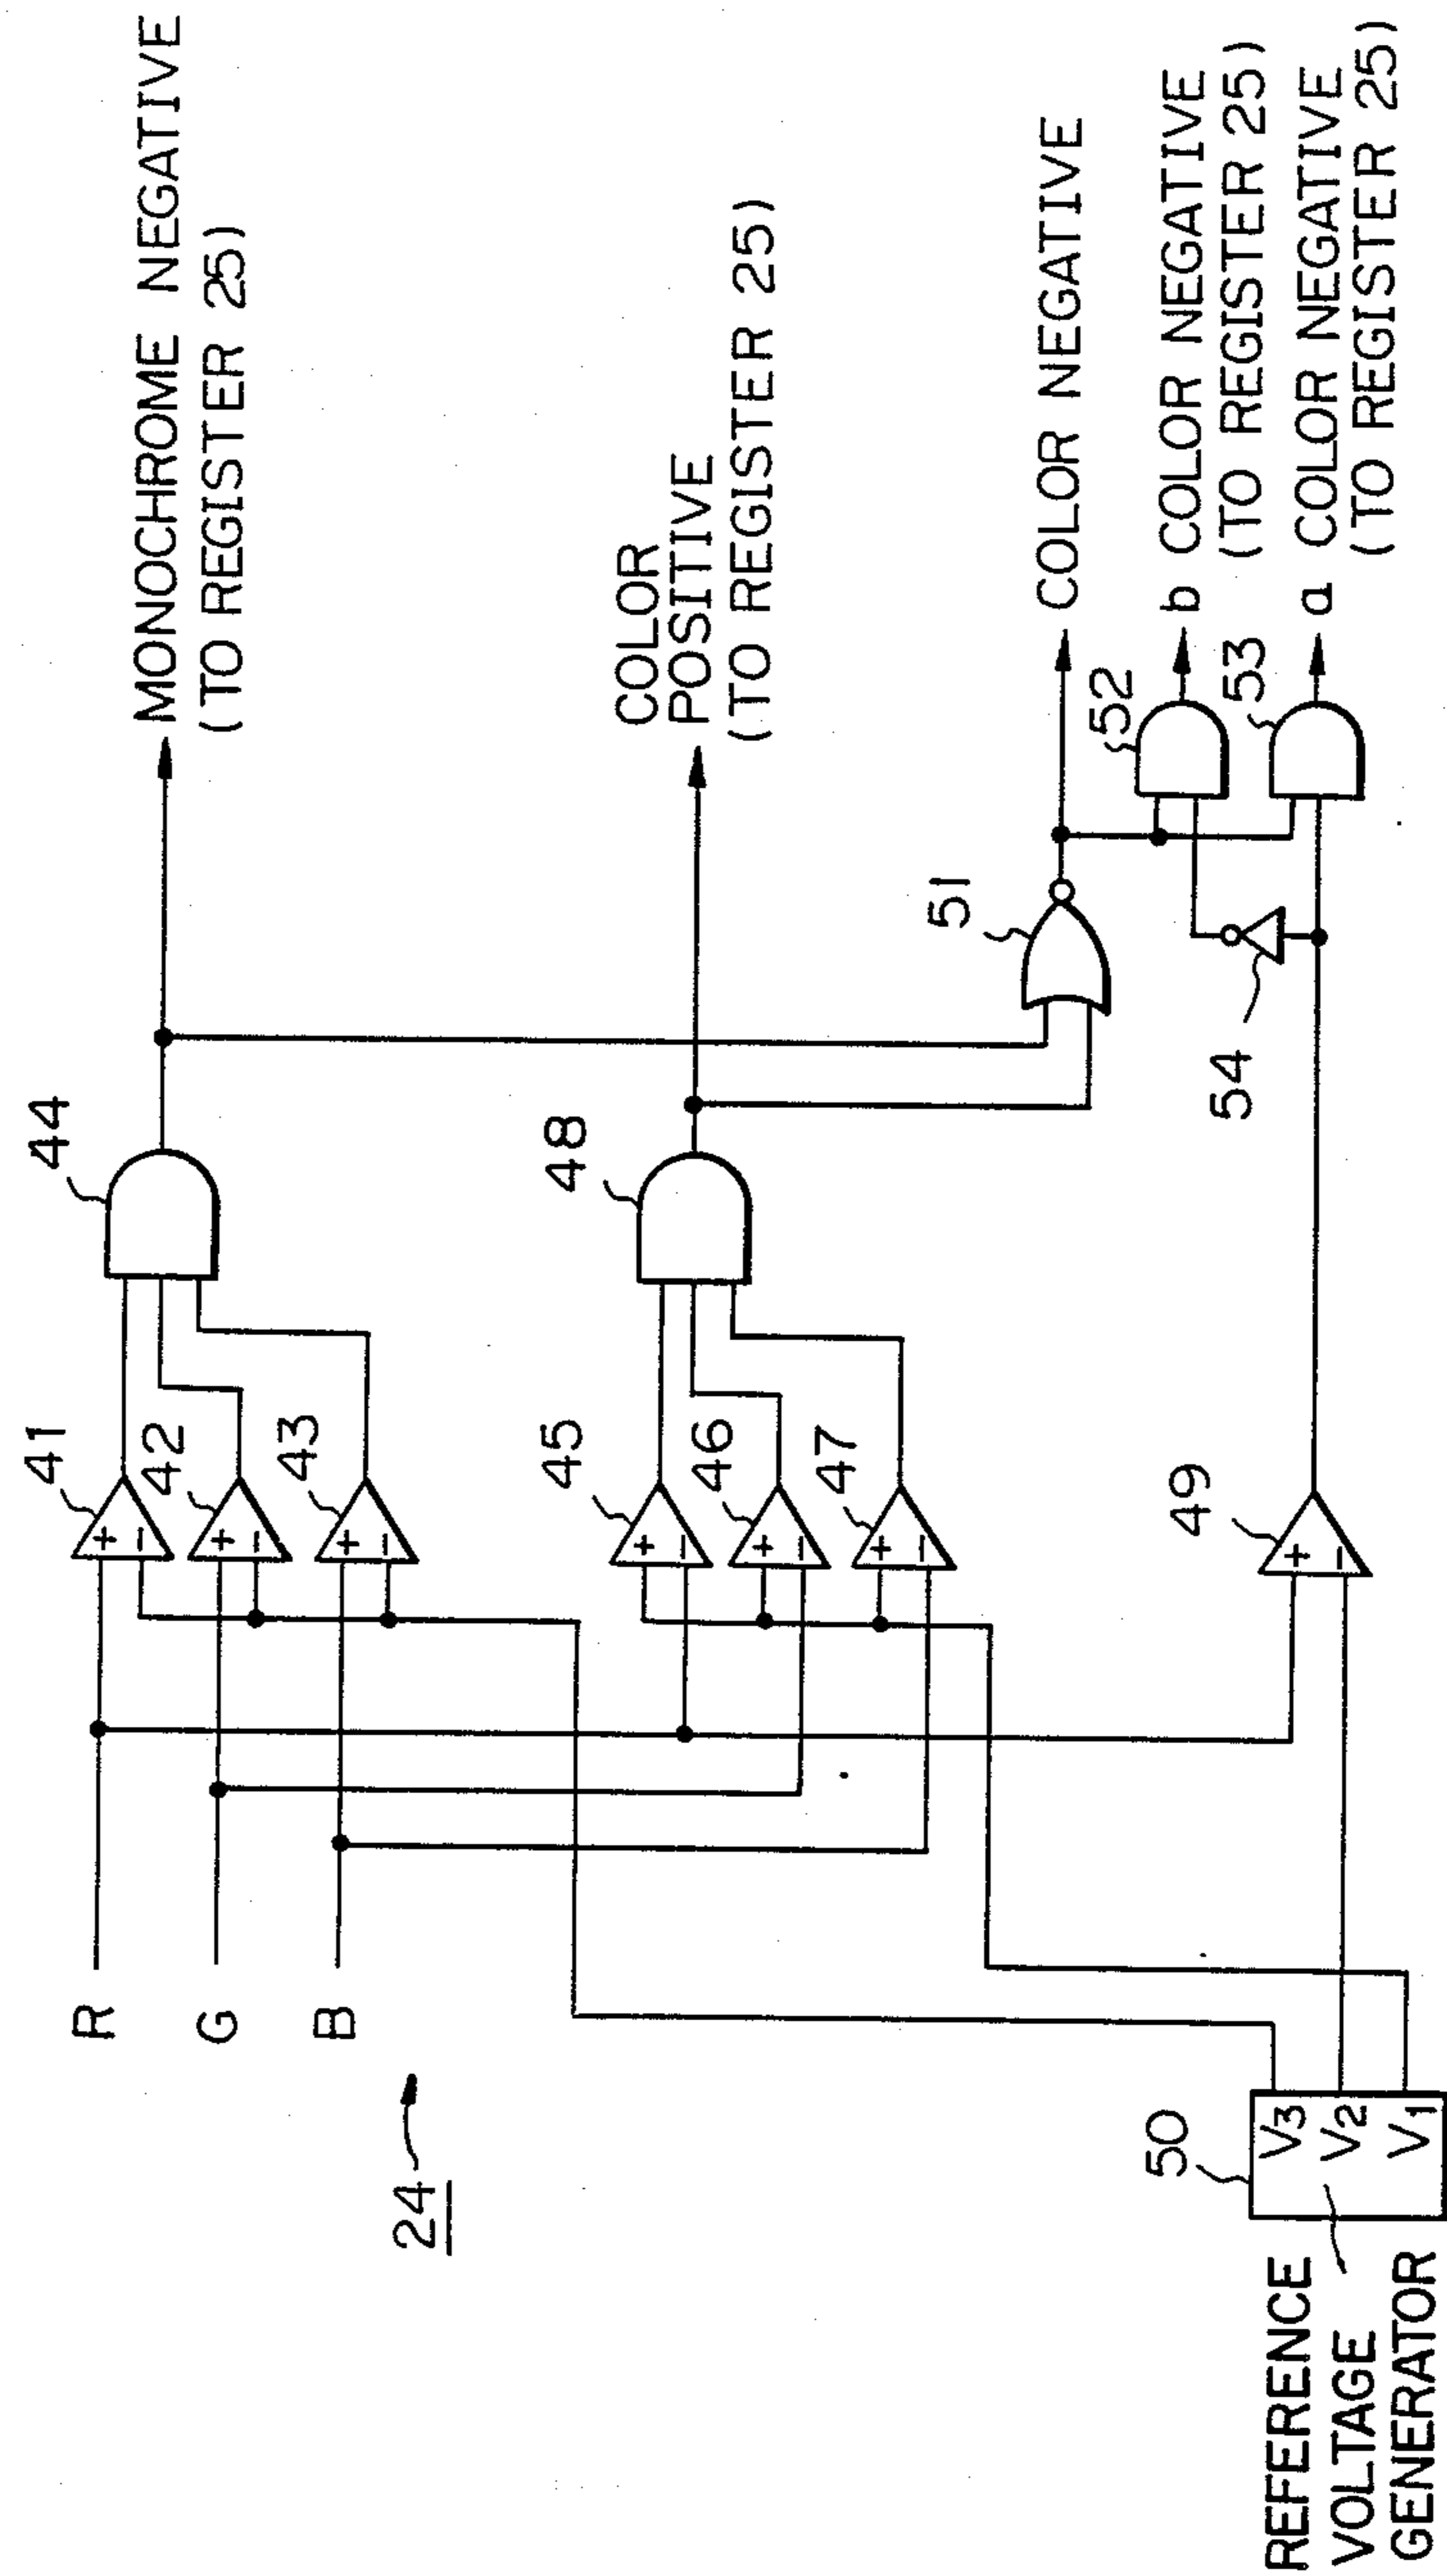 R
G
B
24
41
42
43
44
MONOCHROME NEGATIVE
(TO REGISTER 25)
45
46
47
48
COLOR
POSITIVE
(TO REGISTER 25)
51
COLOR NEGATIVE
52
b COLOR NEGATIVE
(TO REGISTER 25)
53
a COLOR NEGATIVE
(TO REGISTER 25)
54
49
50
V3
V2
V1
REFERENCE
VOLTAGE
GENERATOR
+
−
+
−
+
−
+
−
+
−
+
−
+
−